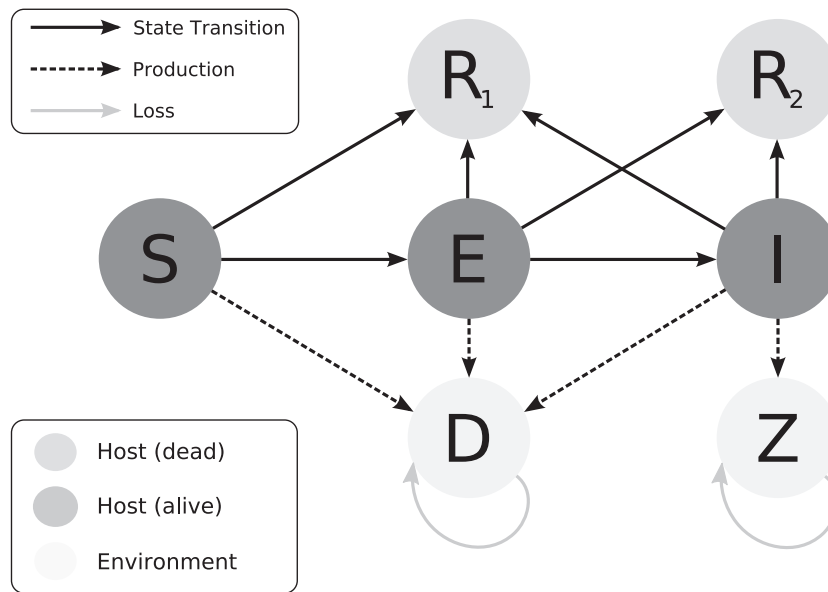 State Transition
Production
Loss
R1
R2
S
E
I
D
Z
Host (dead)
Host (alive)
Environment